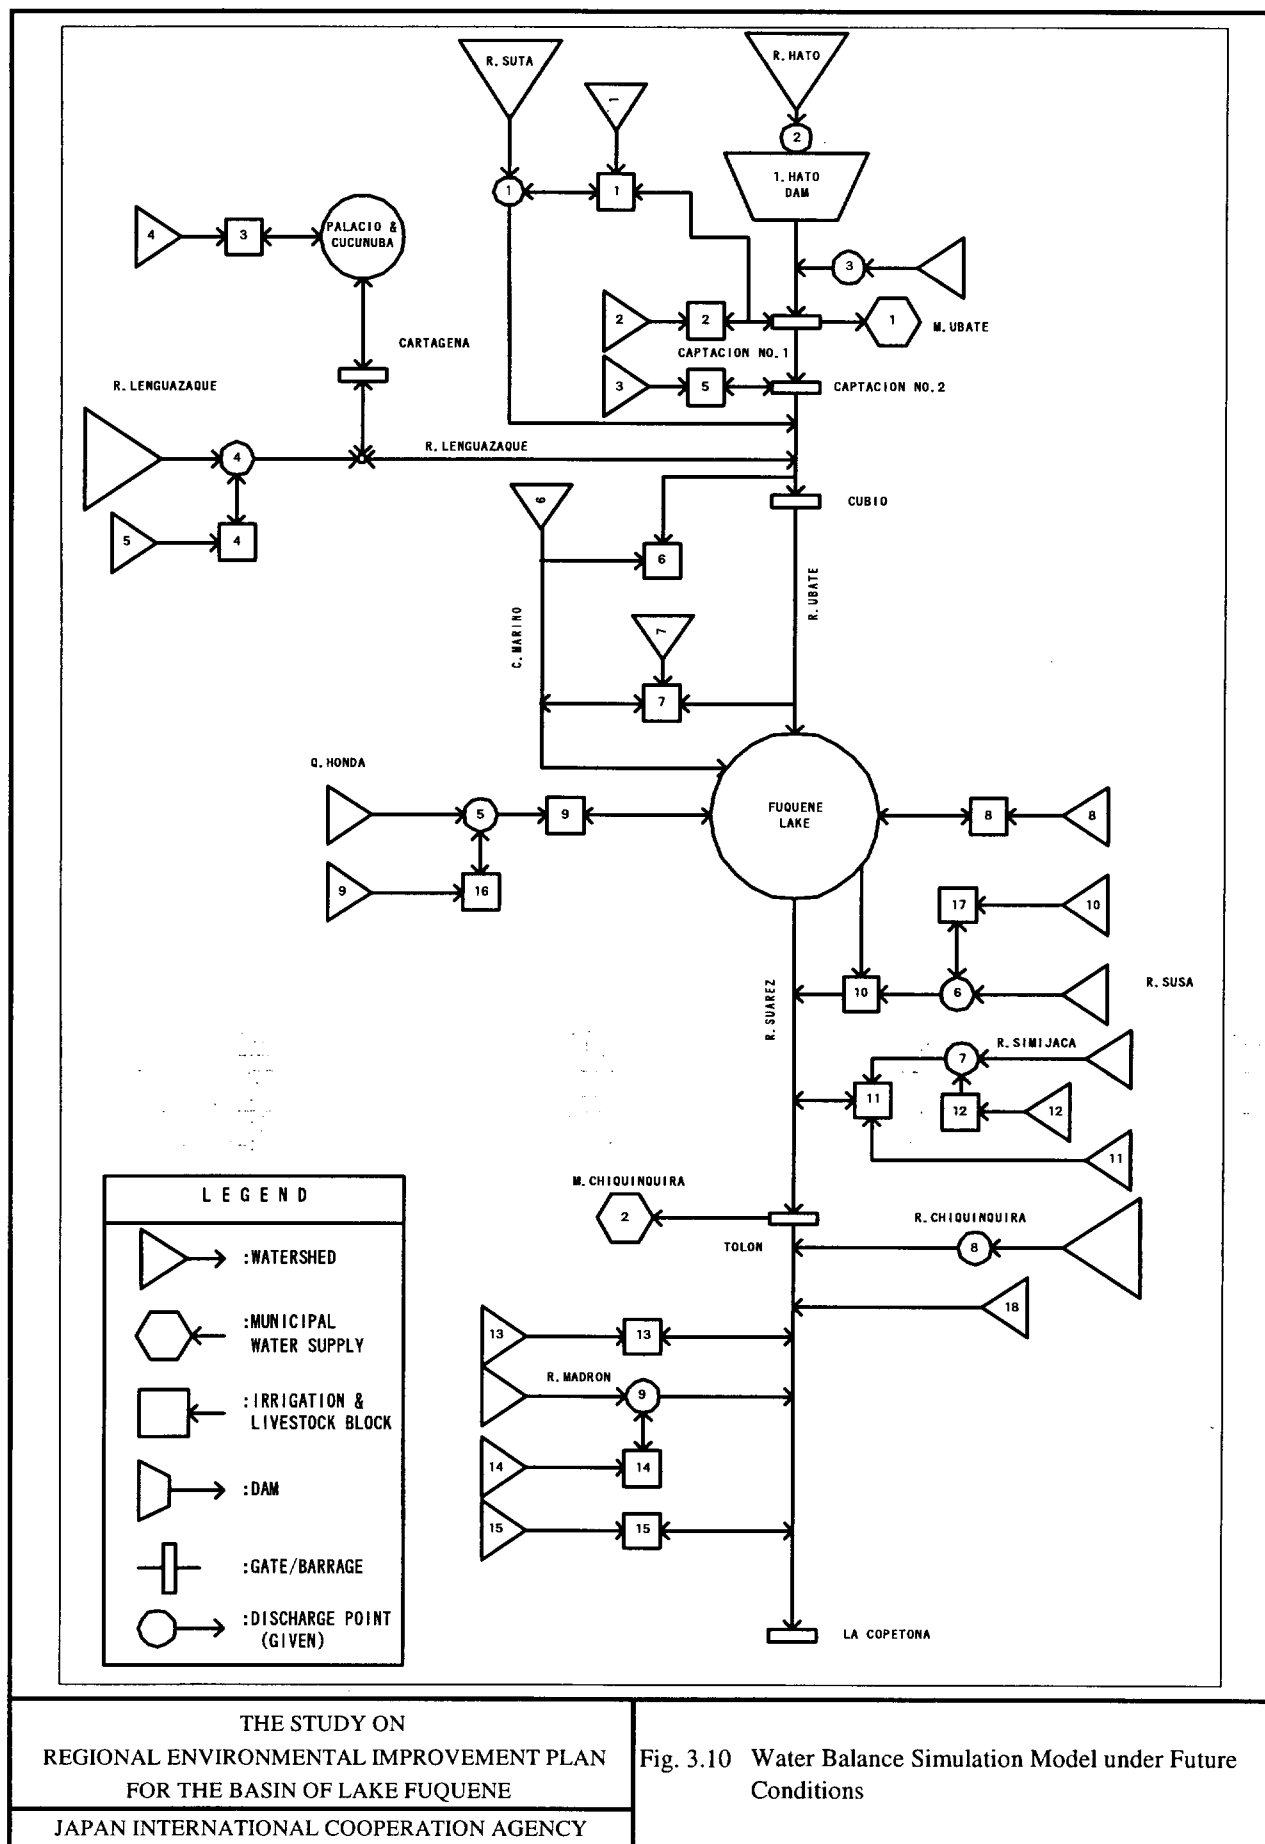 R. SUTA
R. HATO
1
2
1. HATO
DAM
1
1
4
3
PALACIO &
CUCUNUBA
3
2
2
1
M. UBATE
CAPTACION NO. 1
CARTAGENA
3
5
CAPTACION NO. 2
R. LENGUAZAQUE
R. LENGUAZAQUE
4
5
4
6
CUBIO
6
R. UBATE
C. MARINO
7
7
Q. HONDA
5
9
FUQUENE
LAKE
8
8
9
16
17
10
10
6
R. SUSA
R. SUAREZ
R. SIMIJACA
7
11
12
12
11
M. CHIQUINQUIRA
2
TOLON
R. CHIQUINQUIRA
8
18
13
13
R. MADRON
9
14
14
15
15
LA COPETONA
LEGEND
:WATERSHED
:MUNICIPAL
WATER SUPPLY
:IRRIGATION &
LIVESTOCK BLOCK
:DAM
:GATE/BARRAGE
:DISCHARGE POINT
(GIVEN)
THE STUDY ON
REGIONAL ENVIRONMENTAL IMPROVEMENT PLAN
FOR THE BASIN OF LAKE FUQUENE
JAPAN INTERNATIONAL COOPERATION AGENCY
Fig. 3.10 Water Balance Simulation Model under Future
Conditions